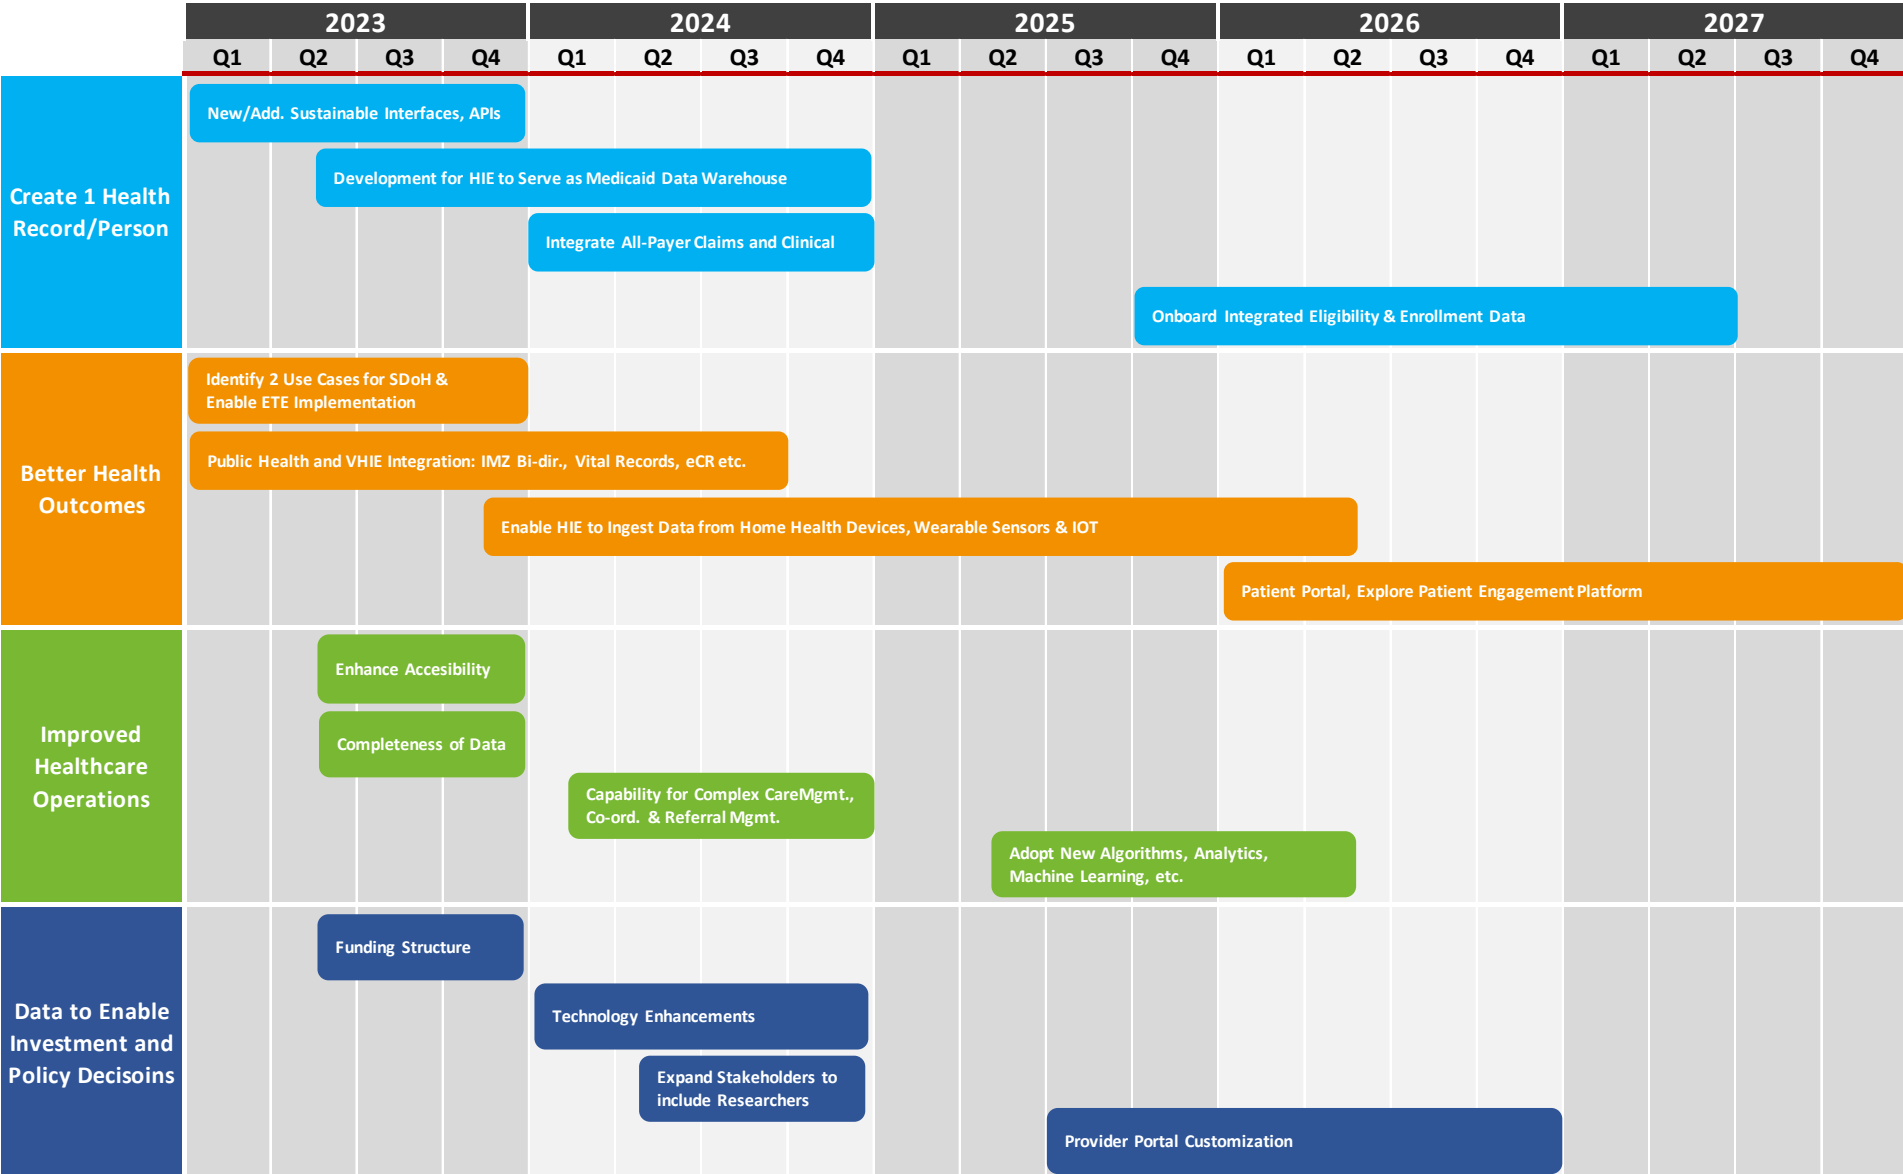 2023 2024 2025 2026 2027
Q1 Q2 Q3 Q4 Q1 Q2 Q3 Q4 Q1 Q2 Q3 Q4 Q1 Q2 Q3 Q4 Q1 Q2 Q3 Q4
Create 1 Health
Record/Person
New/Add. Sustainable Interfaces, APIs
Development for HIE to Serve as Medicaid Data Warehouse
Integrate All-Payer Claims and Clinical
Onboard Integrated Eligibility & Enrollment Data
Better Health
Outcomes
Identify 2 Use Cases for SDoH &
Enable ETE Implementation
Public Health and VHIE Integration: IMZ Bi-dir., Vital Records, eCR etc.
Enable HIE to Ingest Data from Home Health Devices, Wearable Sensors & IOT
Patient Portal, Explore Patient Engagement Platform
Improved
Healthcare
Operations
Enhance Accesibility
Completeness of Data
Capability for Complex CareMgmt.,
Co-ord. & Referral Mgmt.
Adopt New Algorithms, Analytics,
Machine Learning, etc.
Data to Enable
Investment and
Policy Decisoins
Funding Structure
Technology Enhancements
Expand Stakeholders to
include Researchers
Provider Portal Customization